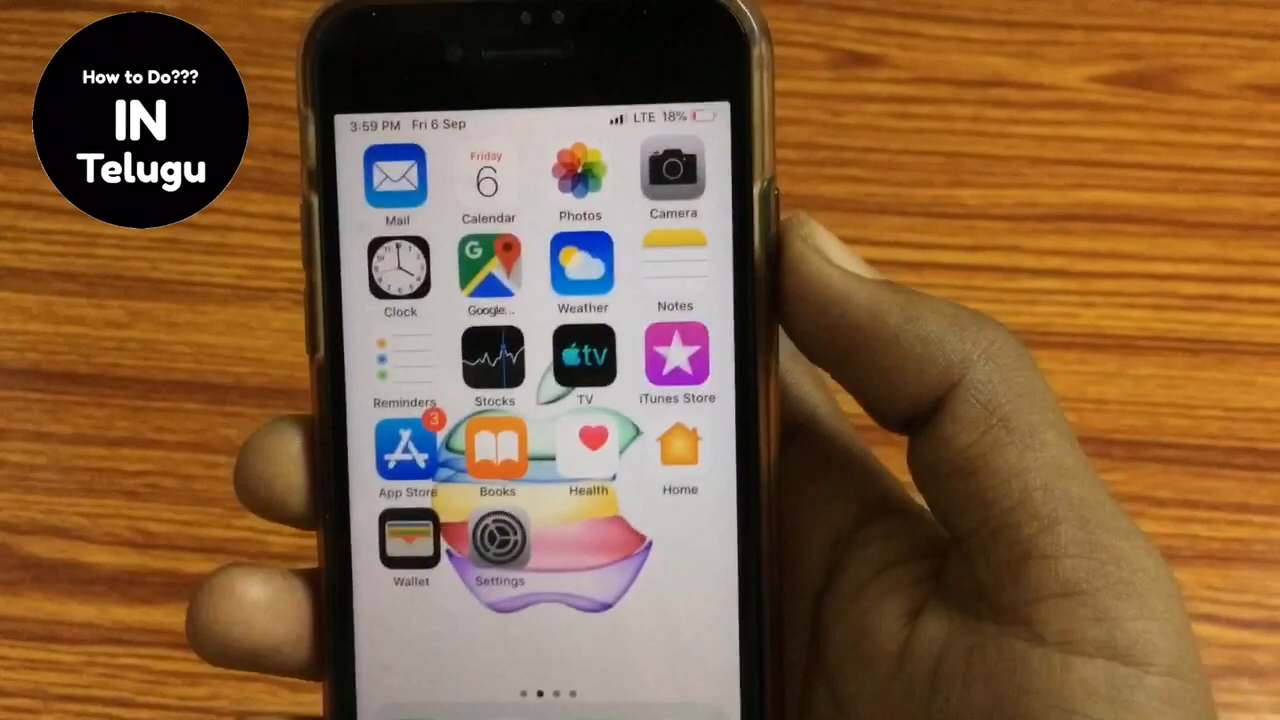 How to Do???
IN
Telugu
3:59 PM Fri 6 Sep LTE 18%
Friday
6
Mail Calendar Photos Camera
G
Clock Google... Weather Notes
tv
Reminders Stocks TV iTunes Store
3
App Store Books Health Home
Wallet Settings